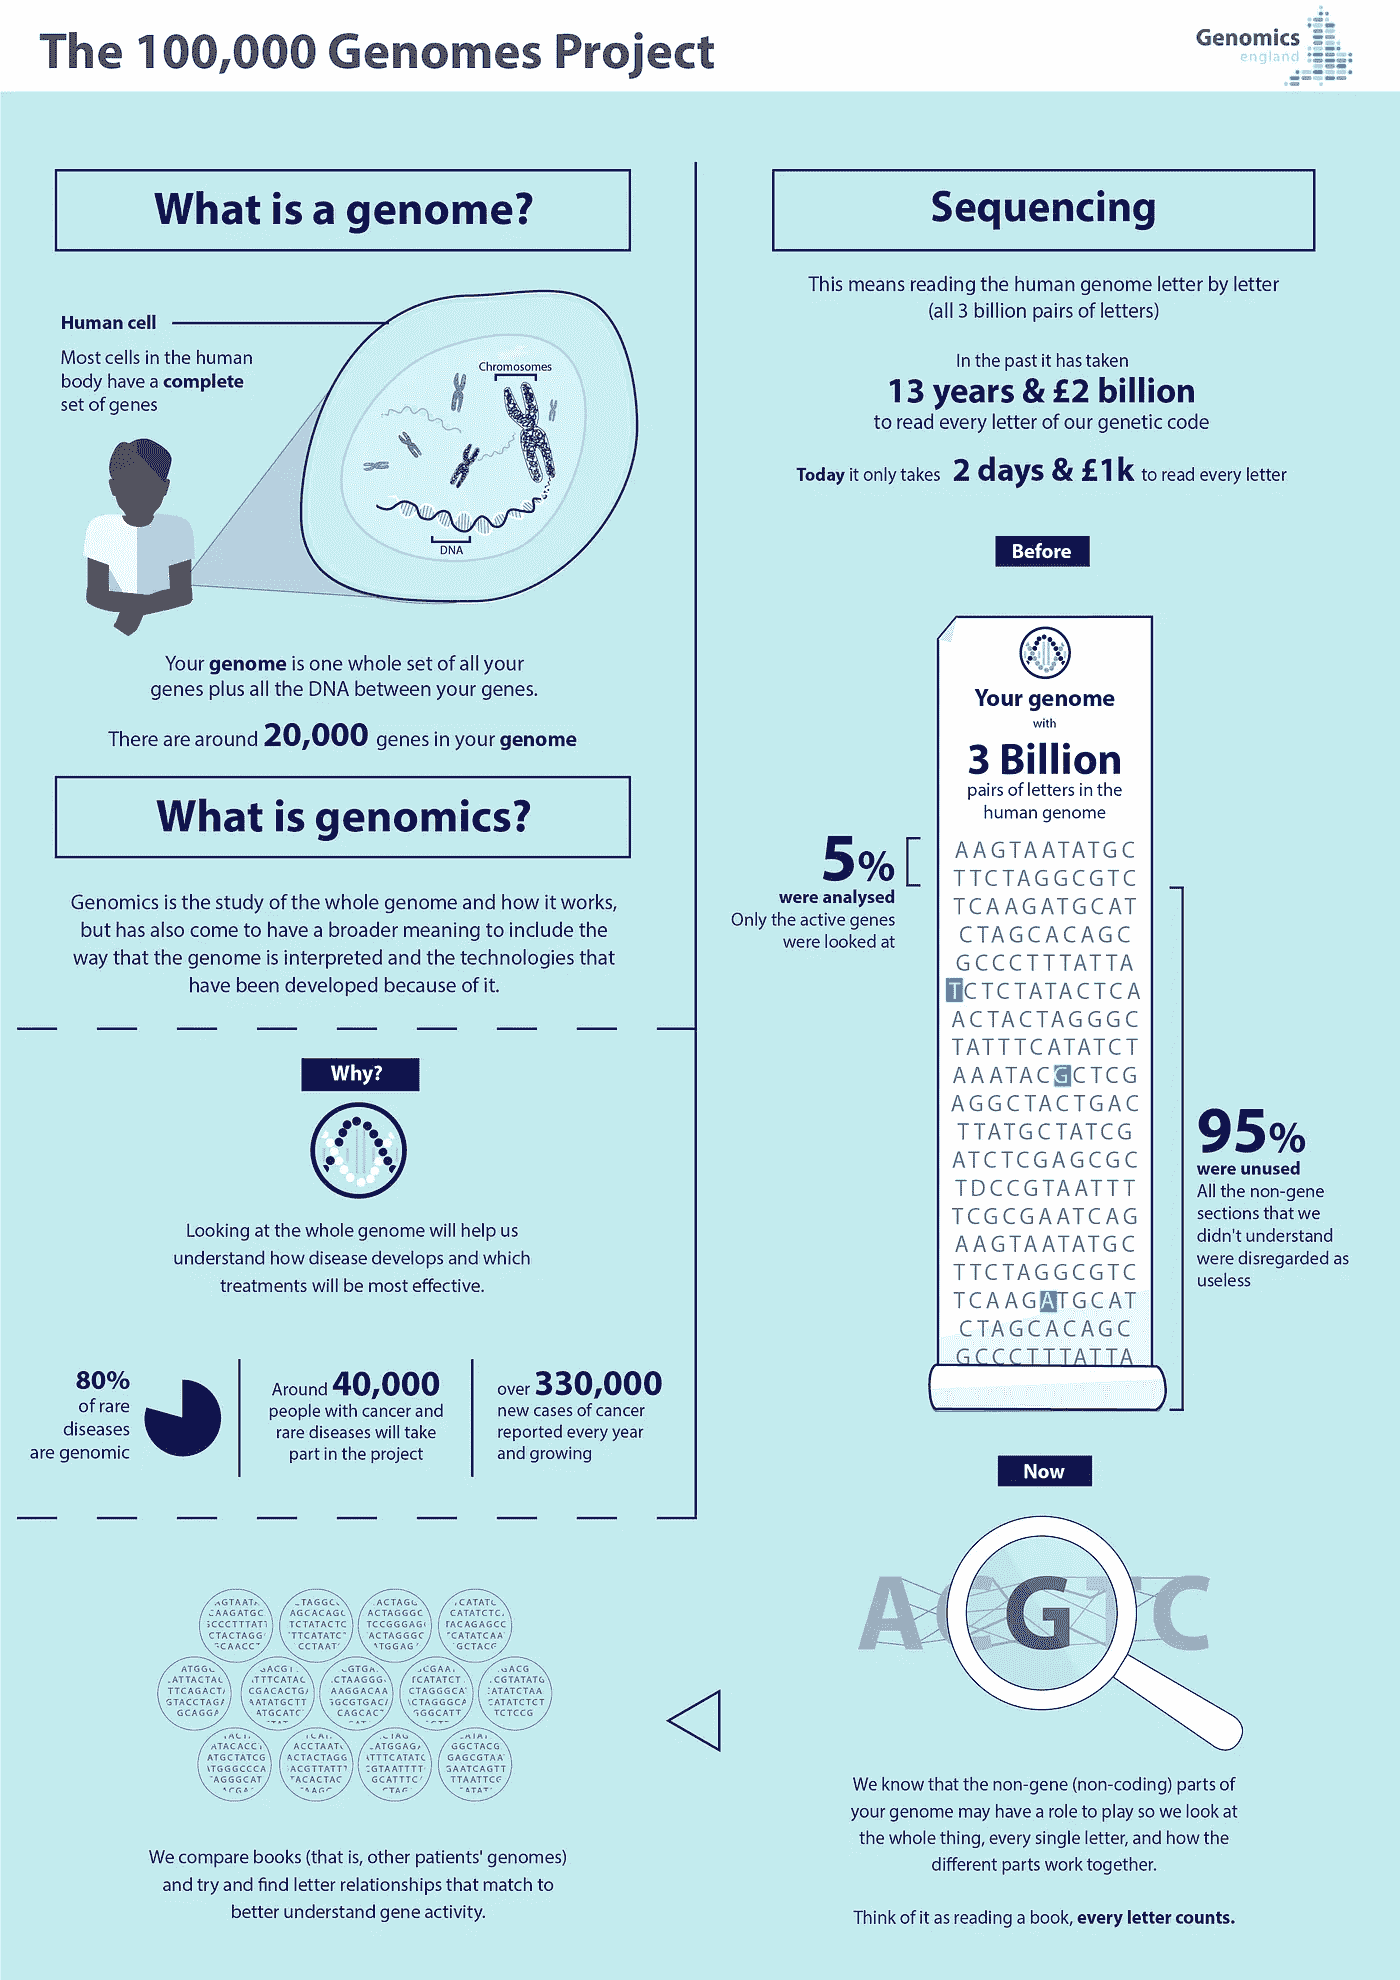 The 100,000 Genomes Project
Genomics
england
What is a genome?
Human cell
Most cells in the human
body have a complete
set of genes
Chromosomes
DNA
Your genome is one whole set of all your
genes plus all the DNA between your genes.
There are around 20,000 genes in your genome
What is genomics?
Genomics is the study of the whole genome and how it works,
but has also come to have a broader meaning to include the
way that the genome is interpreted and the technologies that
have been developed because of it.
Why?
Looking at the whole genome will help us
understand how disease develops and which
treatments will be most effective.
80%
of rare
diseases
are genomic
Around 40,000
people with cancer and
rare diseases will take
part in the project
over 330,000
new cases of cancer
reported every year
and growing
Sequencing
This means reading the human genome letter by letter
(all 3 billion pairs of letters)
In the past it has taken
13 years & £2 billion
to read every letter of our genetic code
Today it only takes 2 days & £1k to read every letter
Before
Your genome
with
3 Billion
pairs of letters in the
human genome
AAGTAATATGC
TTCTAGGCGTC
TCAAGATGCAT
CTAGCACAGC
GCCCTTTATTA
TCTCTATACTCA
ACTACTAGGGC
TATTTCATATCT
AAATACGCTCG
AGGCTACTGAC
TTATGCTATCG
ATCTCGAGCGC
TDCCGTAATTT
TCGCGAATCAG
AAGTAATATGC
TTCTAGGCGTC
TCAAGATGCAT
CTAGCACAGC
GCCCTTTATTA
5%
were analysed
Only the active genes
were looked at
95%
were unused
All the non-gene
sections that we
didn't understand
were disregarded as
useless
Now
ACGTC
We know that the non-gene (non-coding) parts of
your genome may have a role to play so we look at
the whole thing, every single letter, and how the
different parts work together.
Think of it as reading a book, every letter counts.
We compare books (that is, other patients' genomes)
and try and find letter relationships that match to
better understand gene activity.